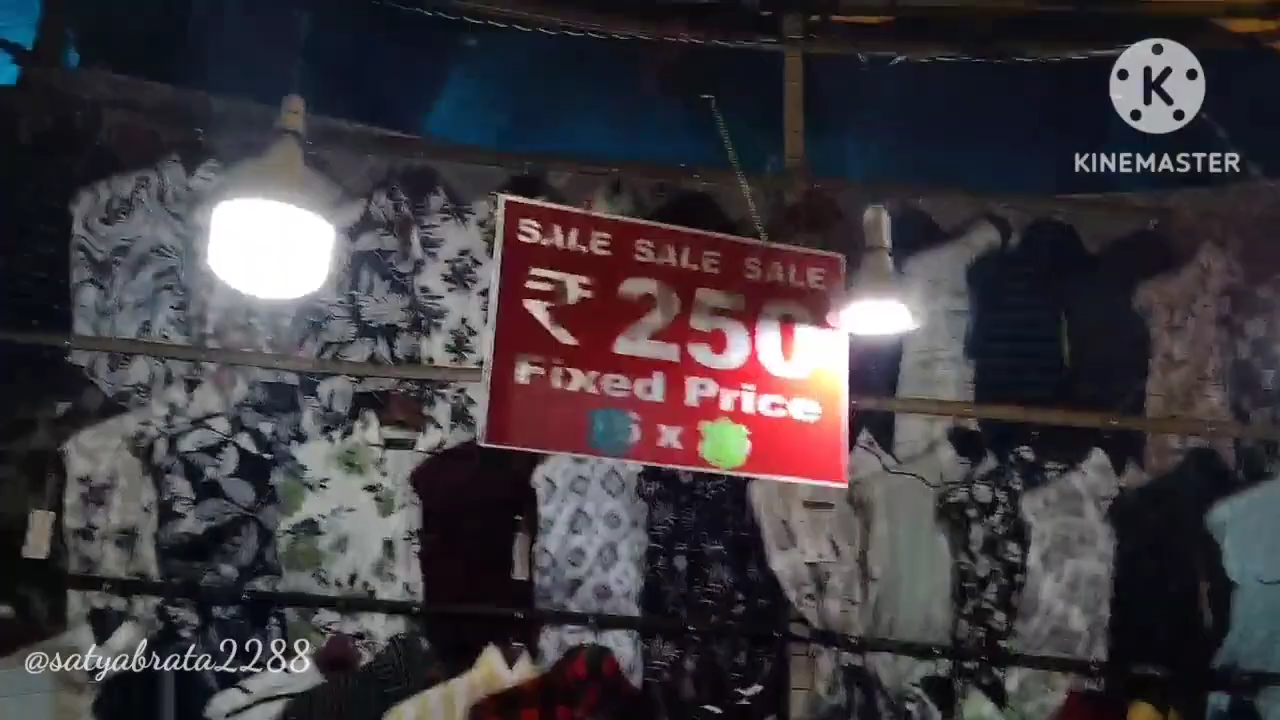 KINEMASTER
SALE SALE SALE
₹ 250
Fixed Price
x
@satyabrata2288